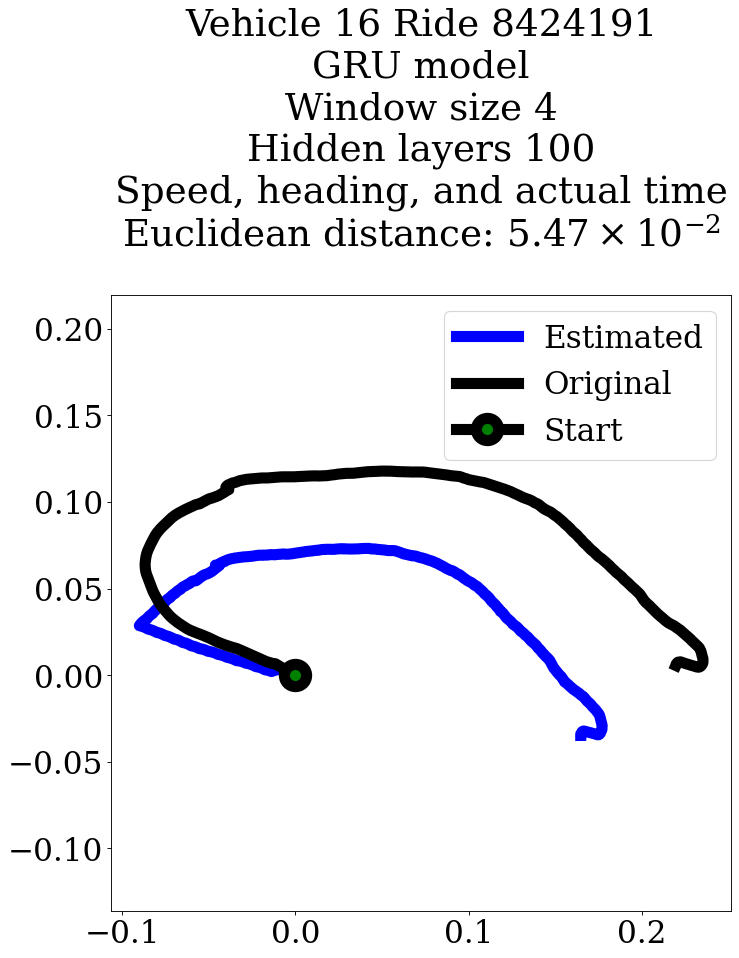 Vehicle 16 Ride 8424191
GRU model
Window size 4
Hidden layers 100
Speed, heading, and actual time
Euclidean distance: 5.47 × 10⁻²
Estimated
Original
Start
0.20
0.15
0.10
0.05
0.00
−0.05
−0.10
−0.1
0.0
0.1
0.2